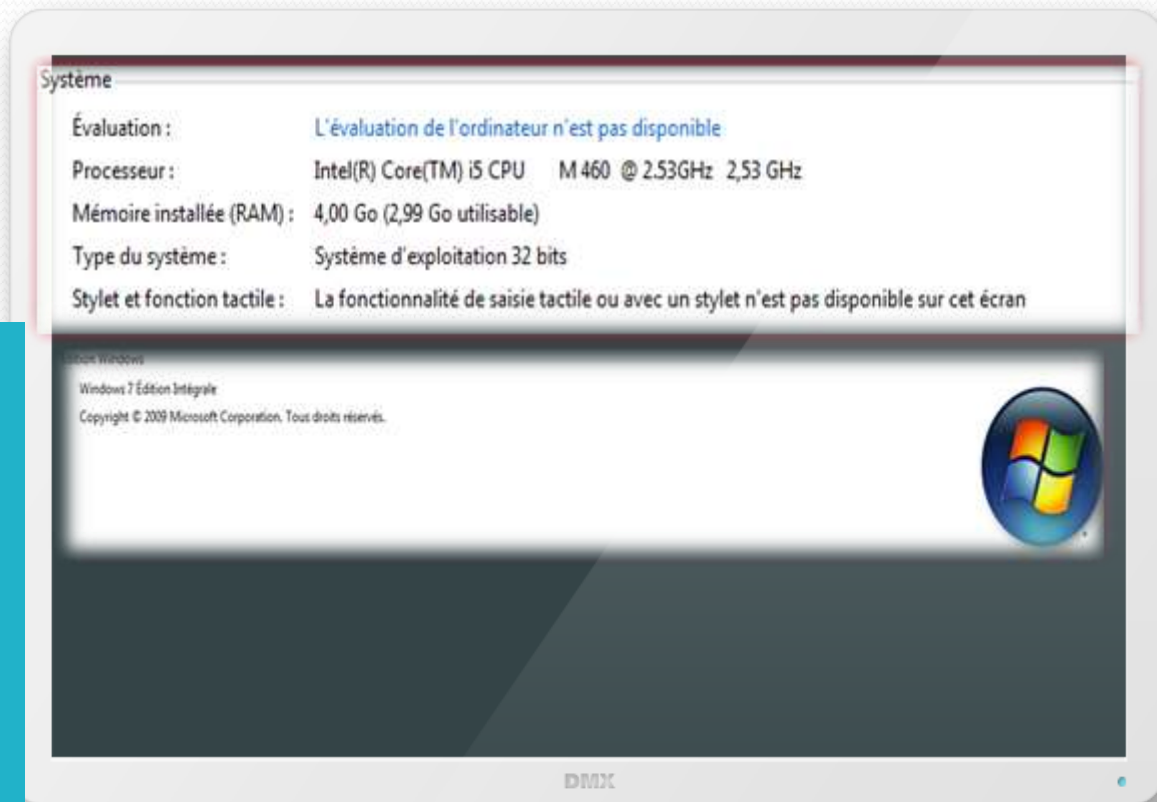 Système
Évaluation : L'évaluation de l'ordinateur n'est pas disponible
Processeur : Intel(R) Core(TM) i5 CPU M 460 @ 2.53GHz 2,53 GHz
Mémoire installée (RAM) : 4,00 Go (2,99 Go utilisable)
Type du système : Système d'exploitation 32 bits
Stylet et fonction tactile : La fonctionnalité de saisie tactile ou avec un stylet n'est pas disponible sur cet écran
Édition Windows
Windows 7 Édition Intégrale
Copyright © 2009 Microsoft Corporation. Tous droits réservés.
DMX